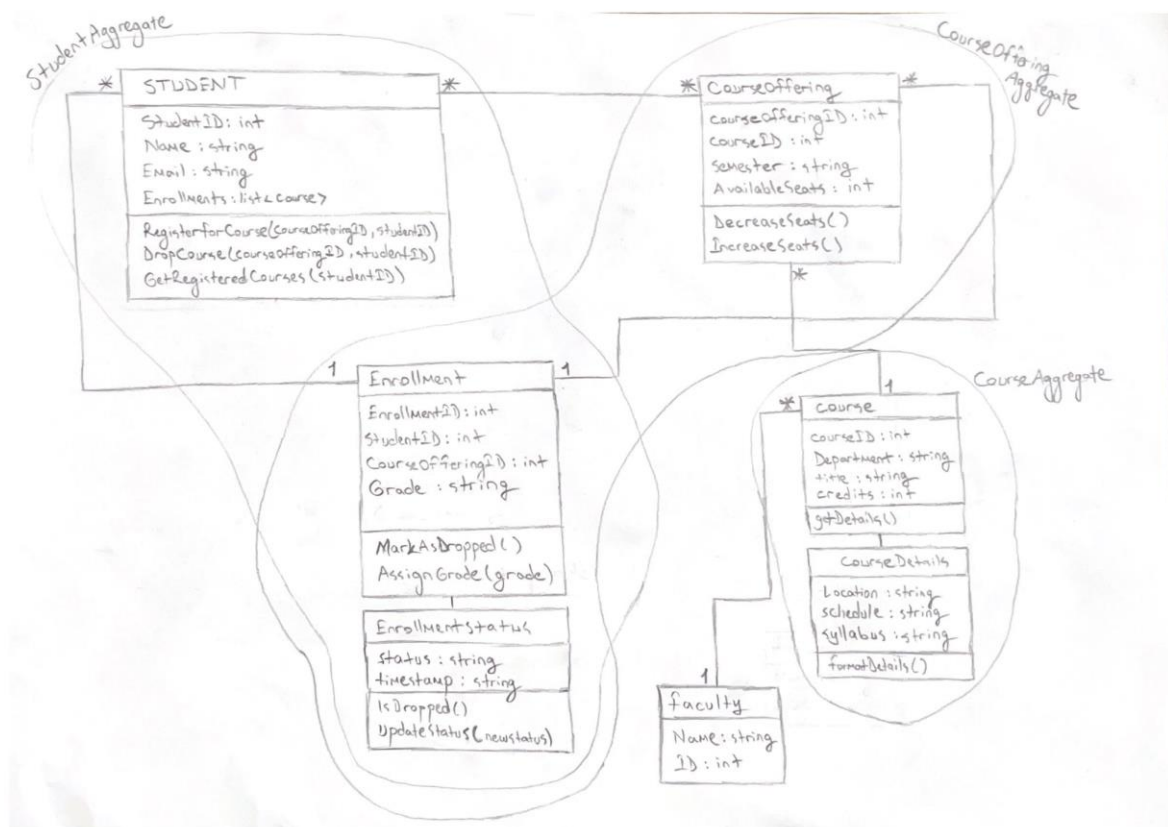 StudentAggregate
* STUDENT *
StudentID: int
Name: string
Email: string
Enrollments: list<Course>
RegisterforCourse(courseOfferingID, studentID)
DropCourse(courseOfferingID, studentID)
GetRegisteredCourses(studentID)
CourseOffering
Aggregate
* CourseOffering *
courseOfferingID: int
courseID: int
semester: string
AvailableSeats: int
DecreaseSeats()
IncreaseSeats()
*
1 Enrollment 1
EnrollmentID: int
StudentID: int
CourseOfferingID: int
Grade: string
MarkAsDropped()
AssignGrade(grade)
EnrollmentStatus
status: string
timestamp: string
IsDropped()
UpdateStatus(newstatus)
CourseAggregate
1
* course
courseID: int
Department: string
title: string
credits: int
getDetails()
CourseDetails
Location: string
schedule: string
syllabus: string
formatDetails()
1
faculty
Name: string
ID: int